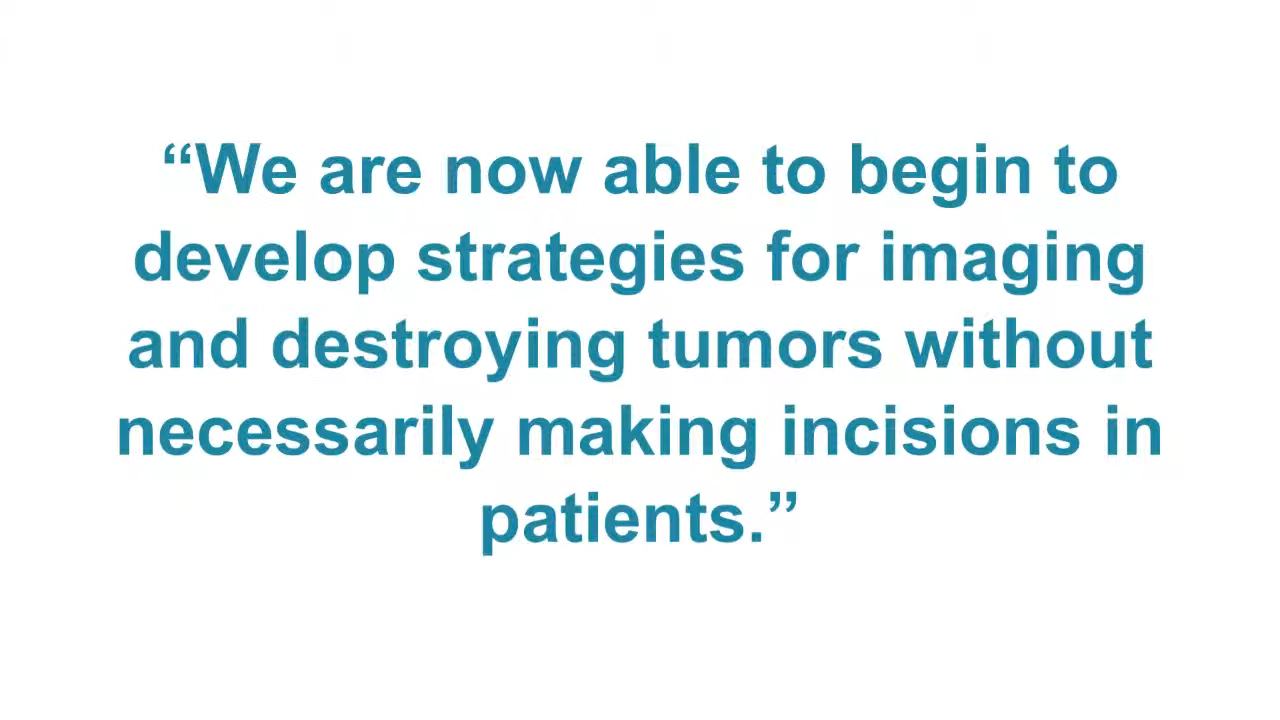 “We are now able to begin to
develop strategies for imaging
and destroying tumors without
necessarily making incisions in
patients.”